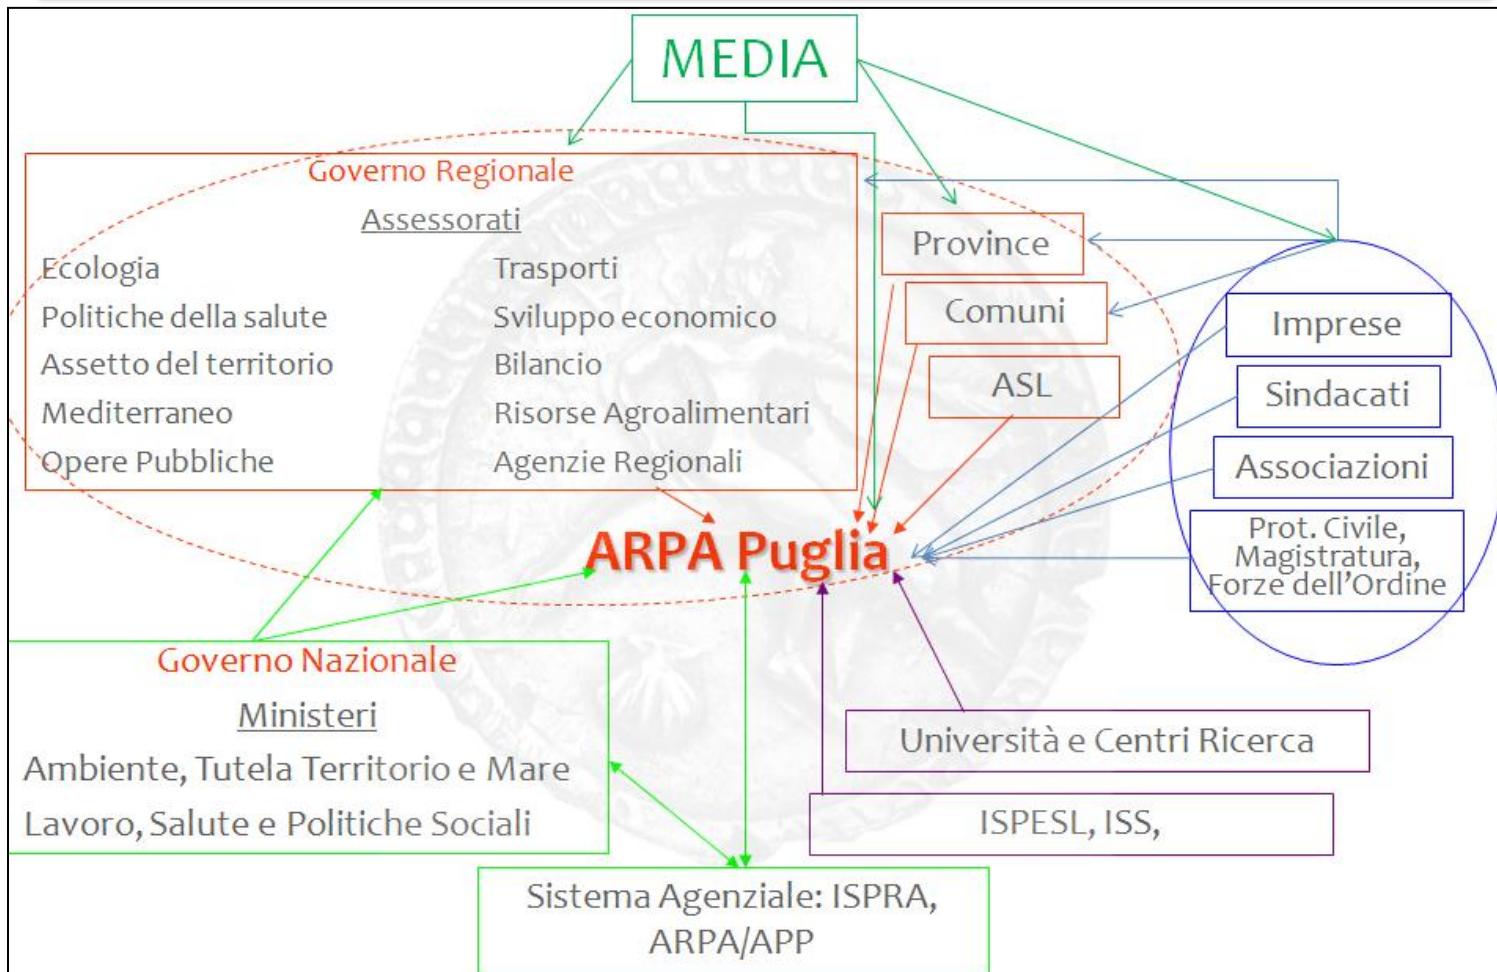 MEDIA
Governo Regionale
Assessorati
Ecologia
Politiche della salute
Assetto del territorio
Mediterraneo
Opere Pubbliche
Trasporti
Sviluppo economico
Bilancio
Risorse Agroalimentari
Agenzie Regionali
Province
Comuni
ASL
Imprese
Sindacati
Associazioni
Prot. Civile,
Magistratura,
Forze dell’Ordine
ARPA Puglia
Governo Nazionale
Ministeri
Ambiente, Tutela Territorio e Mare
Lavoro, Salute e Politiche Sociali
Università e Centri Ricerca
ISPESL, ISS,
Sistema Agenziale: ISPRA,
ARPA/APP